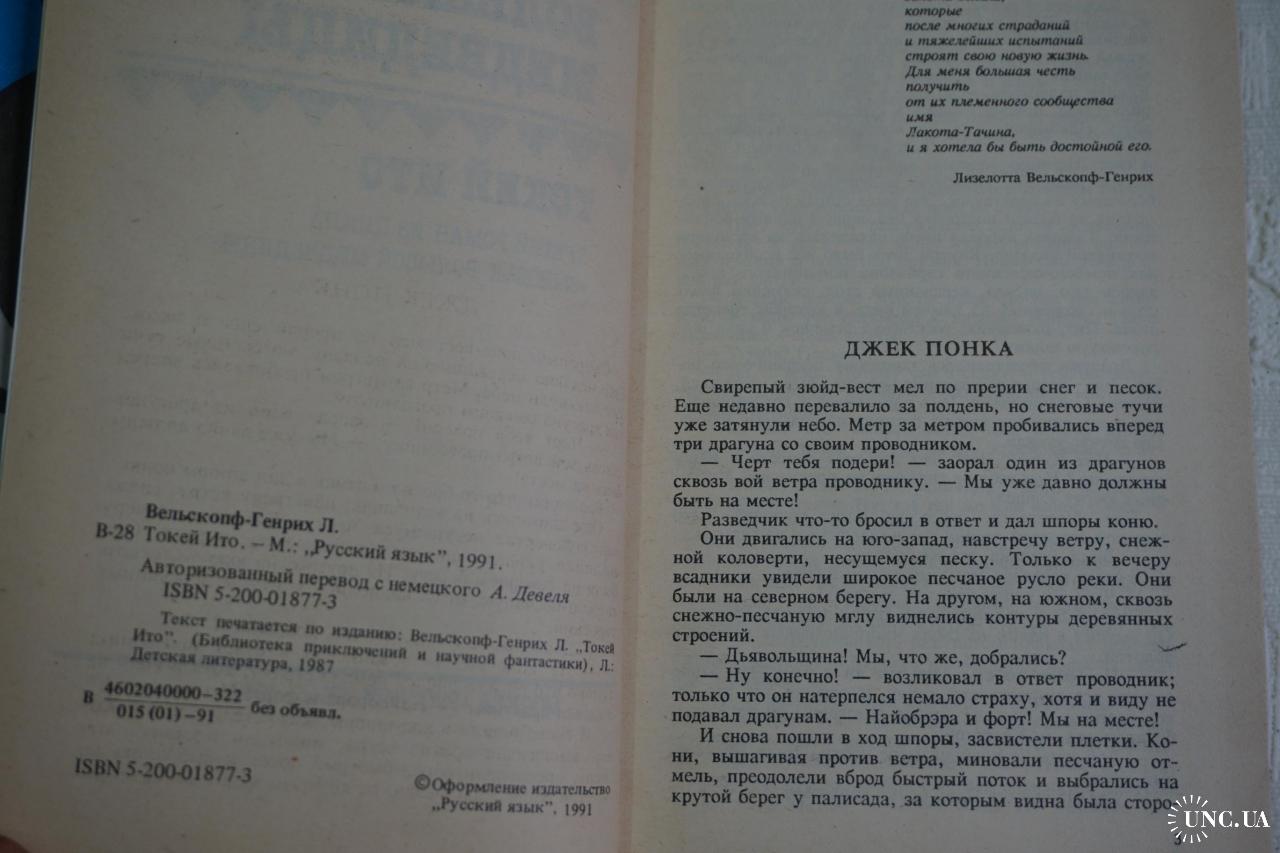 Вельскопф-Генрих Л.
В-28 Токей Ито. – М.: „Русский язык", 1991.
Авторизованный перевод с немецкого А. Девеля
ISBN 5-200-01877-3
Текст печатается по изданию: Вельскопф-Генрих Л. „Токей
Ито". (Библиотека приключений и научной фантастики), Л.:
Детская литература, 1987
В 4602040000–322
015 (01)–91 без объявл.
ISBN 5-200-01877-3
©Оформление издательство
„Русский язык", 1991
которые
после многих страданий
и тяжелейших испытаний
строят свою новую жизнь.
Для меня большая честь
получить
от их племенного сообщества
имя
Лакота-Тачина,
и я хотела бы быть достойной его.
Лизелотта Вельскопф-Генрих
ДЖЕК ПОНКА
Свирепый зюйд-вест мел по прерии снег и песок.
Еще недавно перевалило за полдень, но снеговые тучи
уже затянули небо. Метр за метром пробивались вперед
три драгуна со своим проводником.
— Черт тебя подери! — заорал один из драгунов
сквозь вой ветра проводнику. — Мы уже давно должны
быть на месте!
Разведчик что-то бросил в ответ и дал шпоры коню.
Они двигались на юго-запад, навстречу ветру, снеж-
ной коловерти, несущемуся песку. Только к вечеру
всадники увидели широкое песчаное русло реки. Они
были на северном берегу. На другом, на южном, сквозь
снежно-песчаную мглу виднелись контуры деревянных
строений.
— Дьявольщина! Мы, что же, добрались?
— Ну конечно! — возликовал в ответ проводник;
только что он натерпелся немало страху, хотя и виду не
подавал драгунам. — Найобрэра и форт! Мы на месте!
И снова пошли в ход шпоры, засвистели плетки. Ко-
ни, вышагивая против ветра, миновали песчаную от-
мель, преодолели вброд быстрый поток и выбрались на
крутой берег у палисада, за которым видна была сторо-
UNC.UA